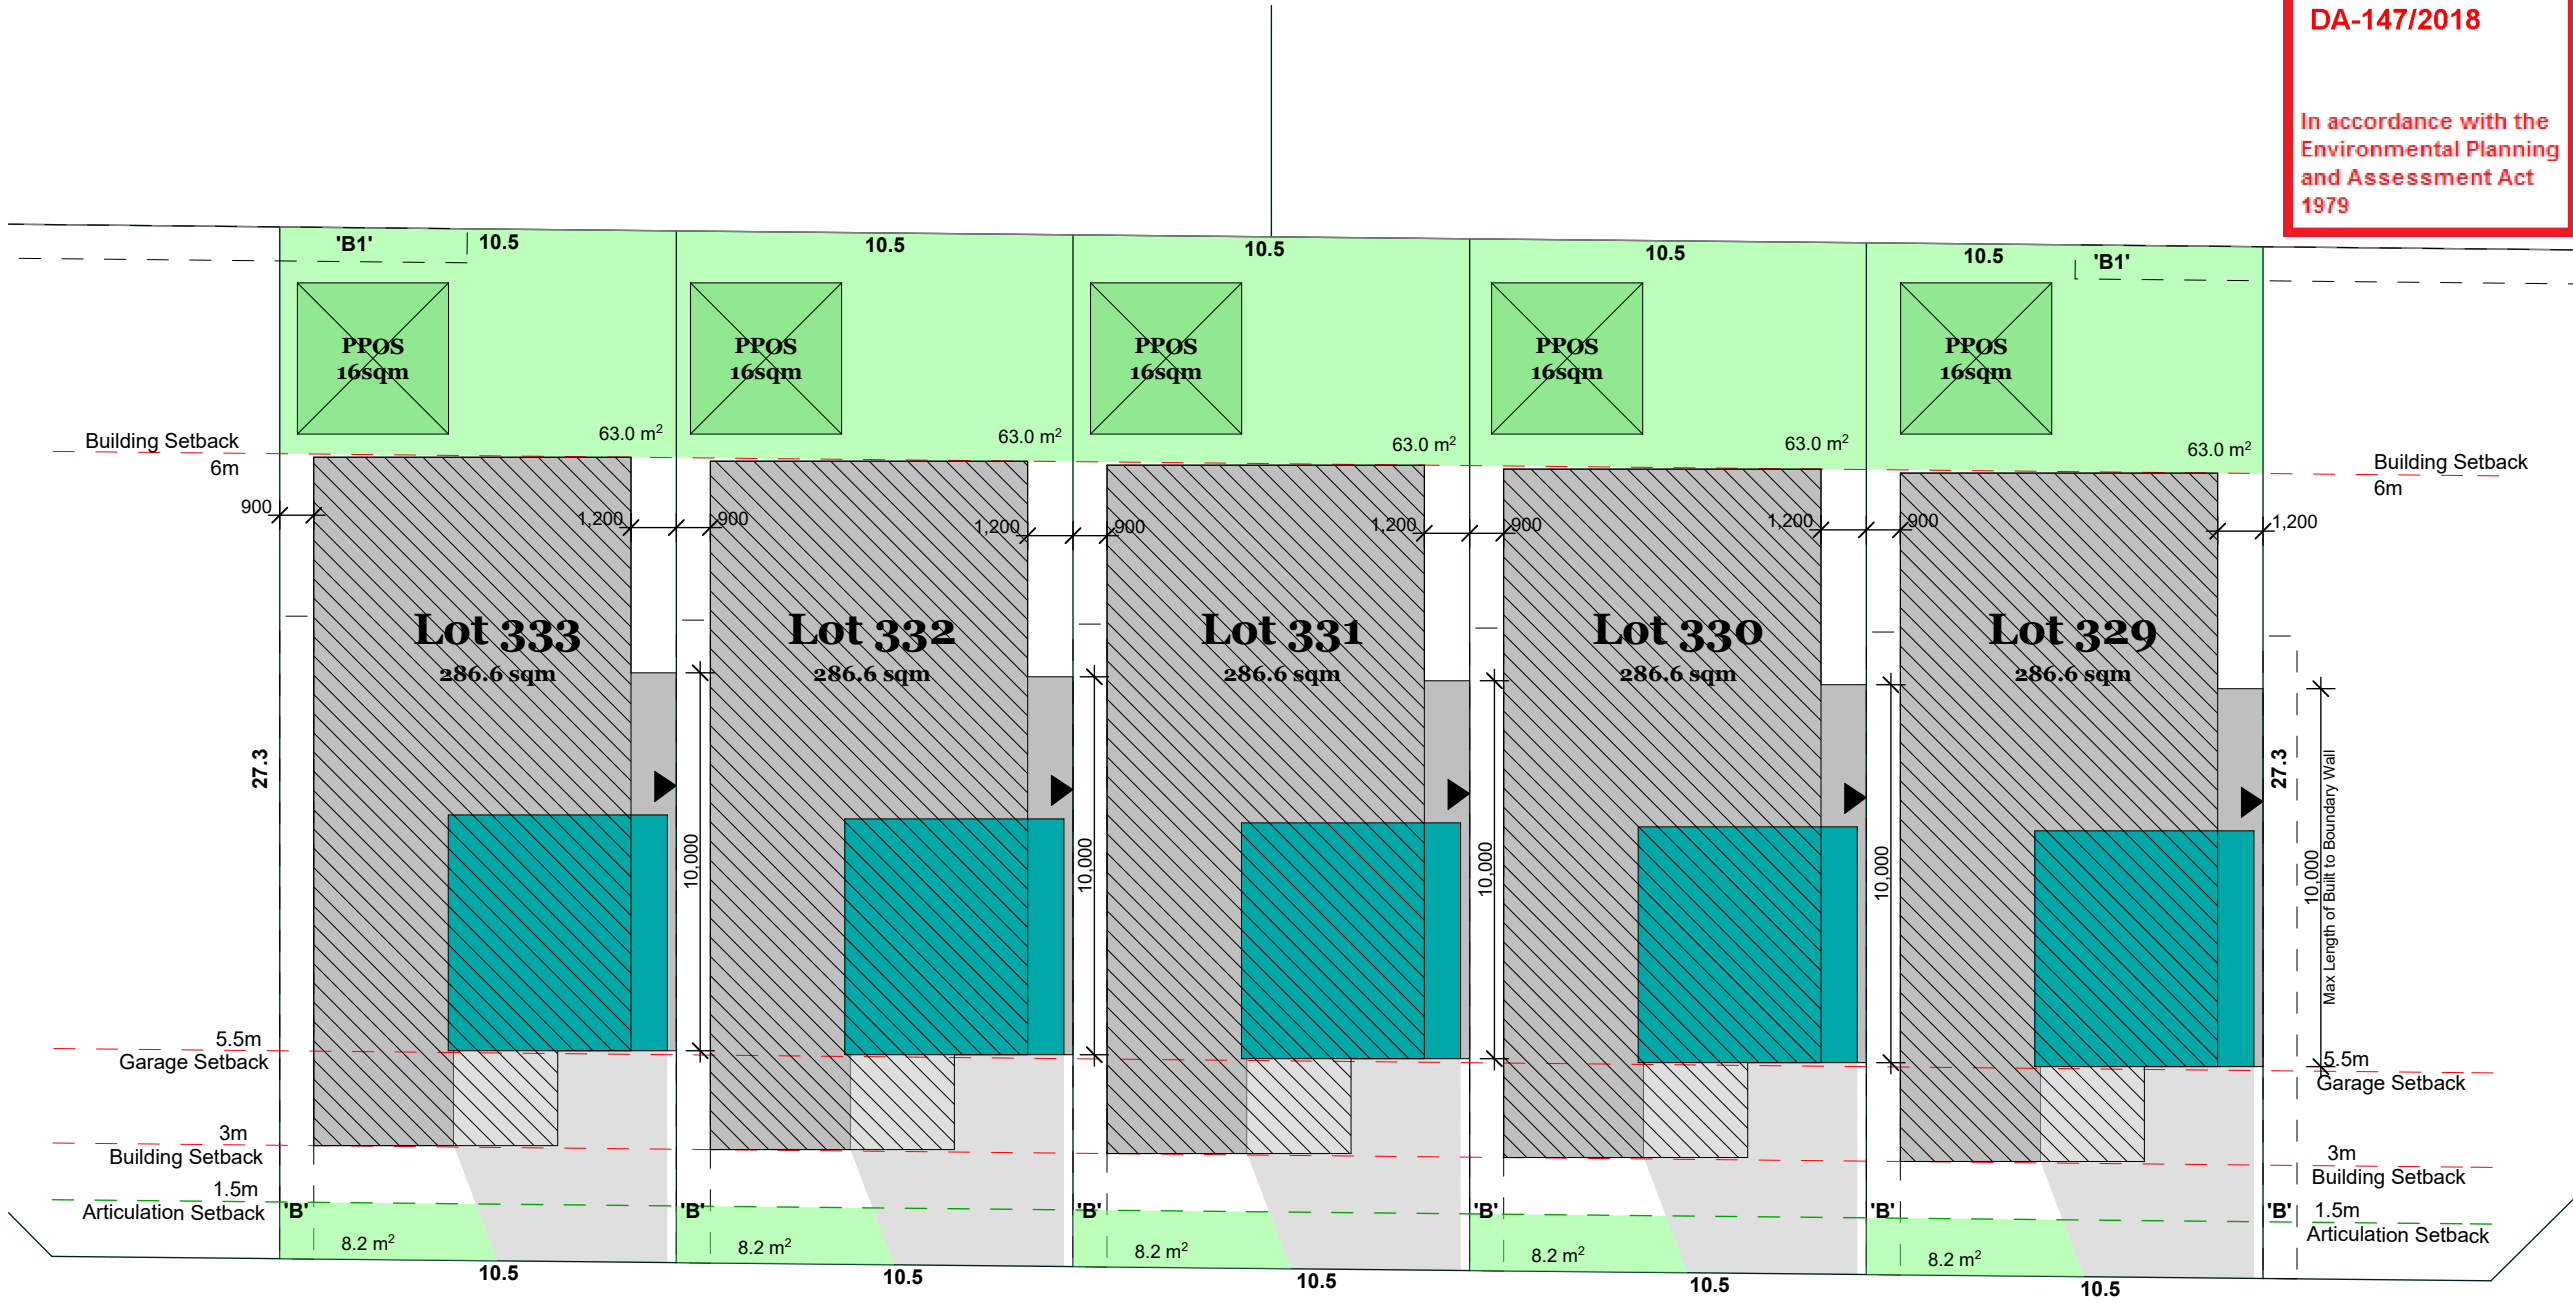 DA-147/2018
In accordance with the
Environmental Planning
and Assessment Act
1979
'B1' 10.5 10.5 10.5 10.5 10.5 'B1'
PPOS PPOS PPOS PPOS PPOS
16sqm 16sqm 16sqm 16sqm 16sqm
63.0 m² 63.0 m² 63.0 m² 63.0 m² 63.0 m²
Building Setback
6m
Building Setback
6m
900 1,200 900 1,200 900 1,200 900 1,200 900 1,200
Lot 333 Lot 332 Lot 331 Lot 330 Lot 329
286.6 sqm 286.6 sqm 286.6 sqm 286.6 sqm 286.6 sqm
27.3 27.3
10,000 10,000 10,000 10,000 10,000
Max Length of Built to Boundary Wall
5.5m
Garage Setback
5.5m
Garage Setback
3m
Building Setback
3m
Building Setback
1.5m
Articulation Setback
'B' 'B' 'B' 'B' 'B' 'B'
1.5m
Articulation Setback
8.2 m² 8.2 m² 8.2 m² 8.2 m² 8.2 m²
10.5 10.5 10.5 10.5 10.5